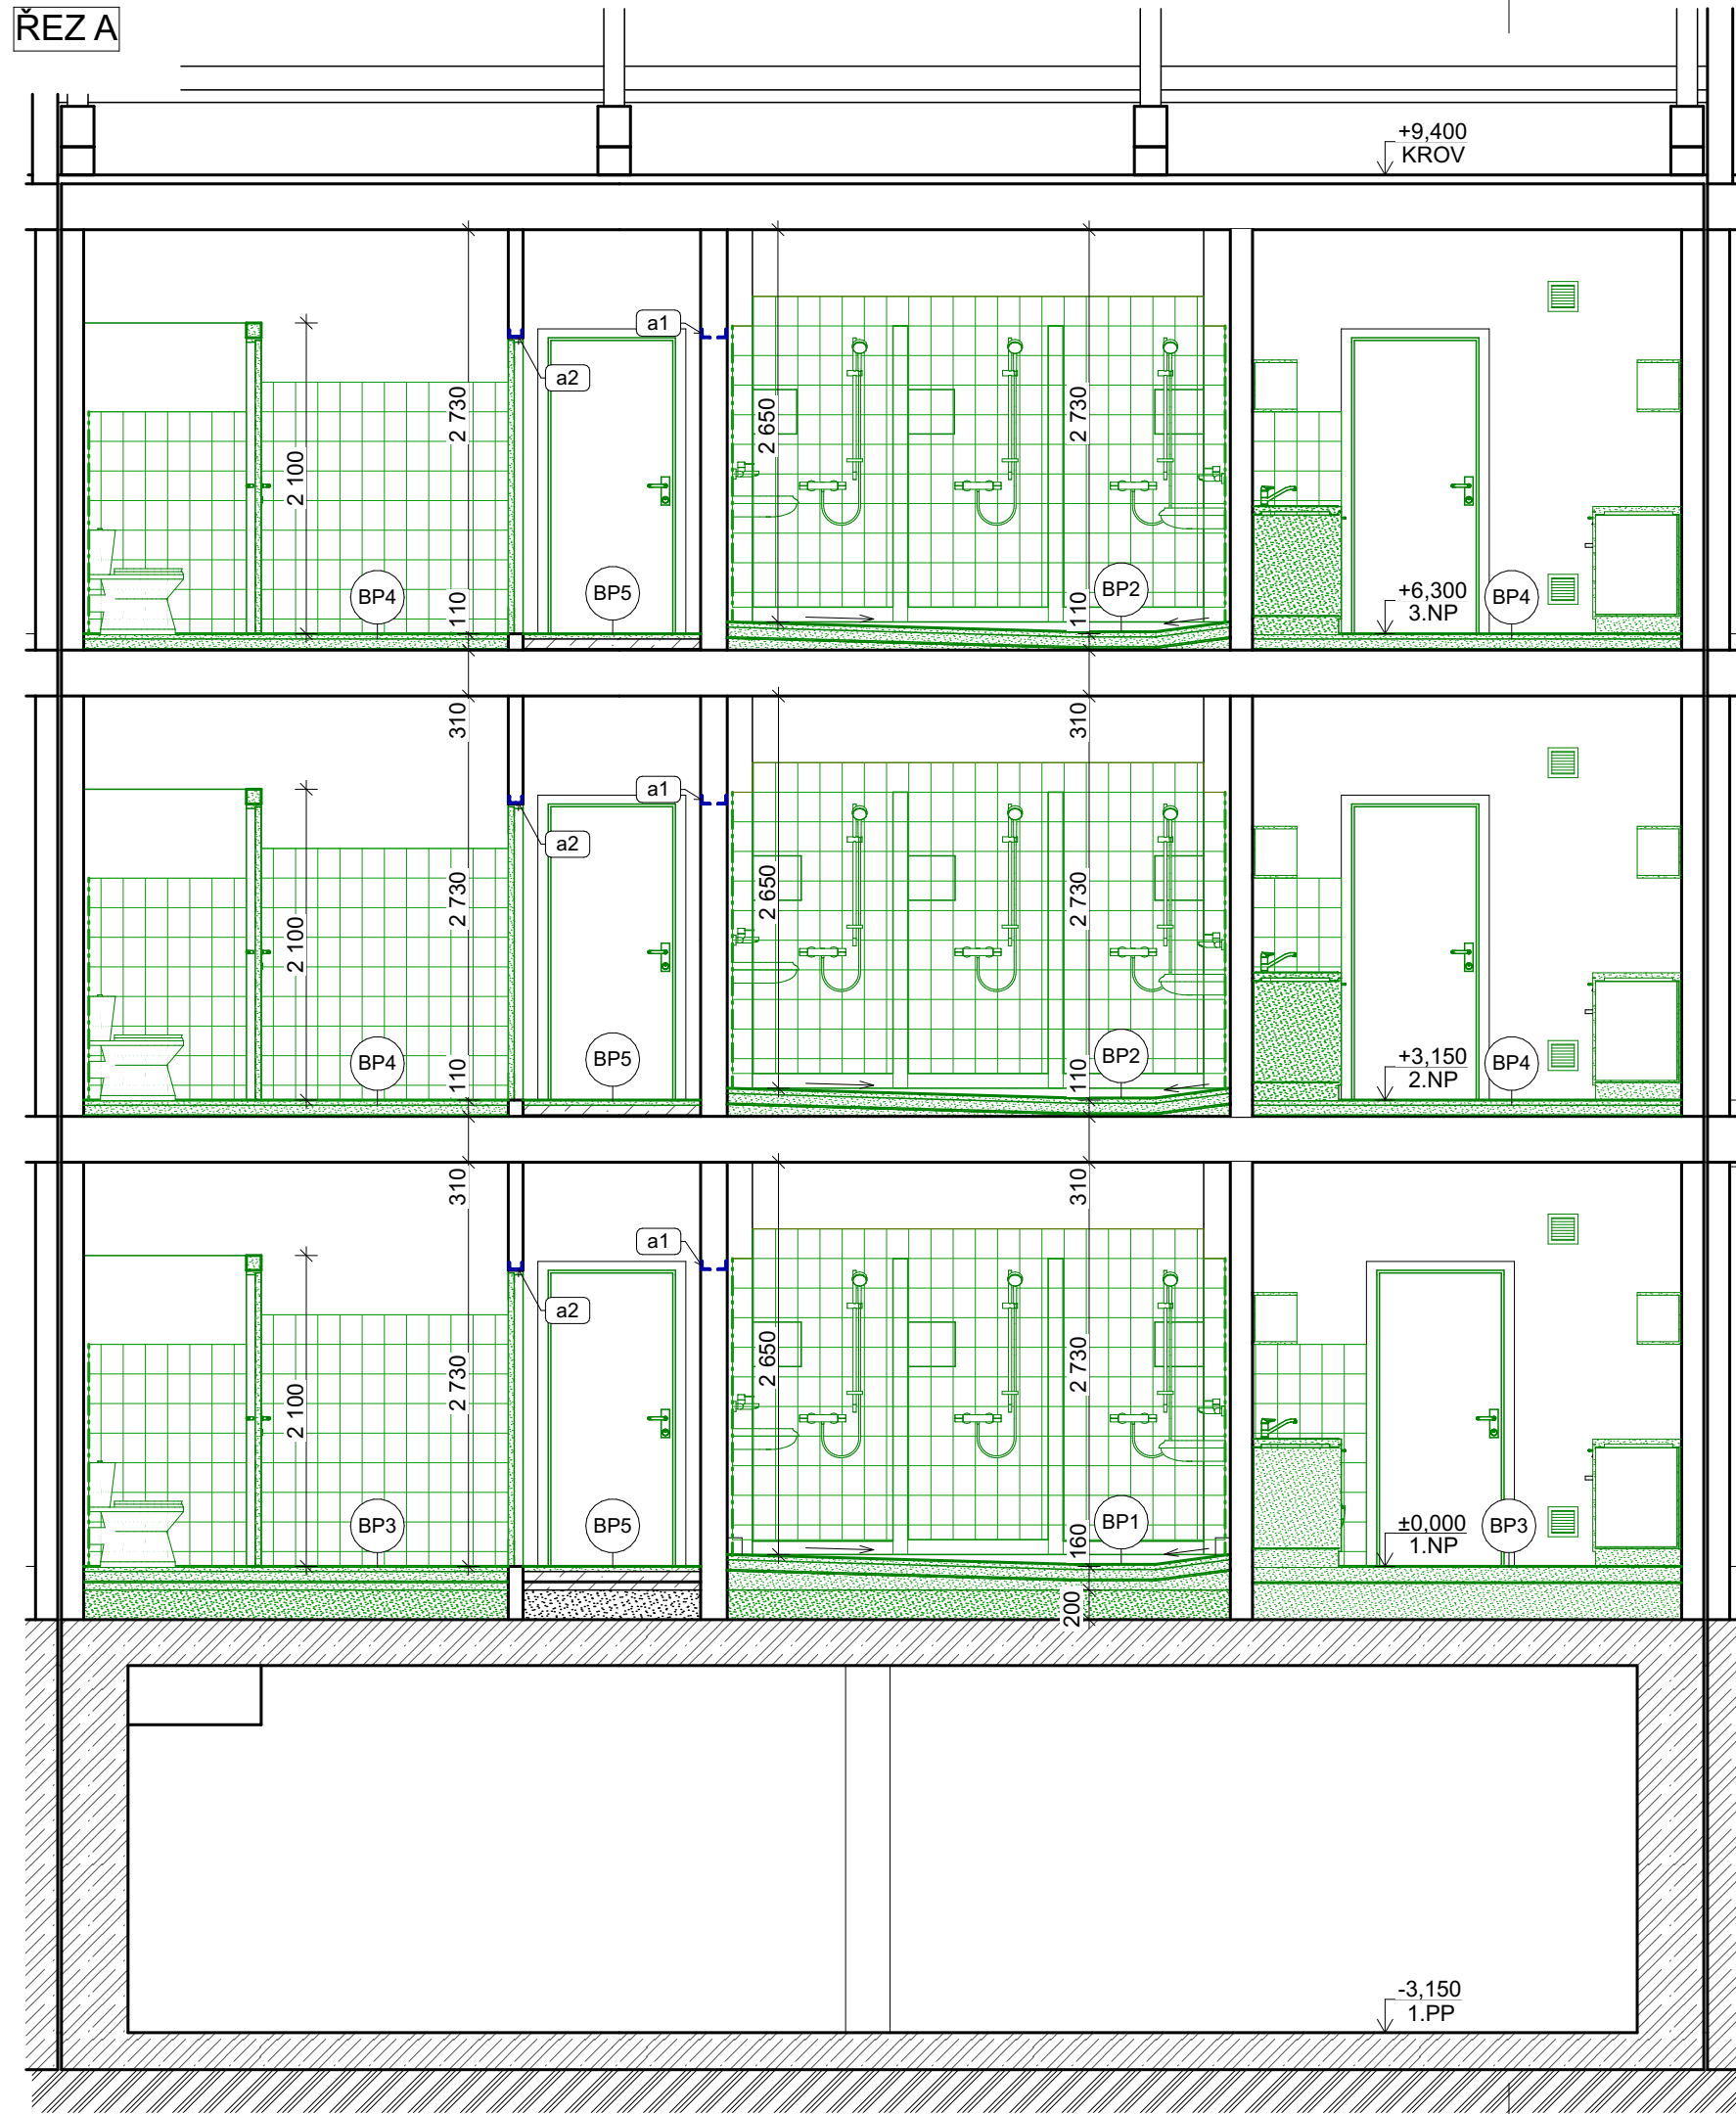 ŘEZ A
+9,400
KROV
a1
a2
2 730
2 100
2 650
2 730
BP4
BP5
BP2
+6,300
3.NP
BP4
110
110
310
310
a1
a2
2 730
2 100
2 650
2 730
BP4
BP5
BP2
+3,150
2.NP
BP4
110
110
310
310
a1
a2
2 730
2 100
2 650
2 730
BP3
BP5
BP1
±0,000
1.NP
BP3
160
200
-3,150
1.PP